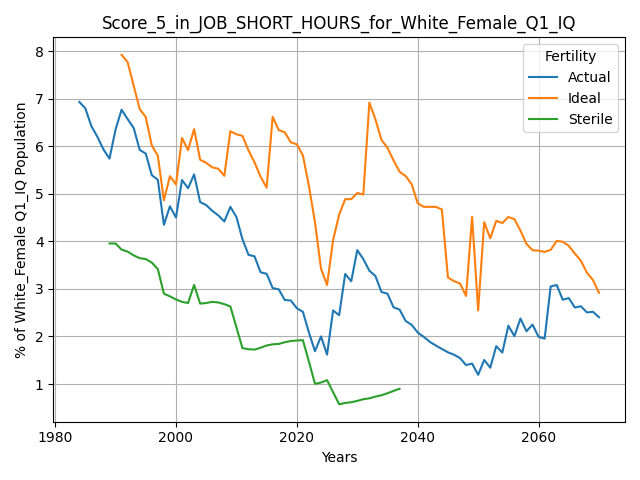 Score_5_in_JOB_SHORT_HOURS_for_White_Female_Q1_IQ
% of White_Female Q1_IQ Population
8
7
6
5
4
3
2
1
Fertility
Actual
Ideal
Sterile
1980
2000
2020
2040
2060
Years